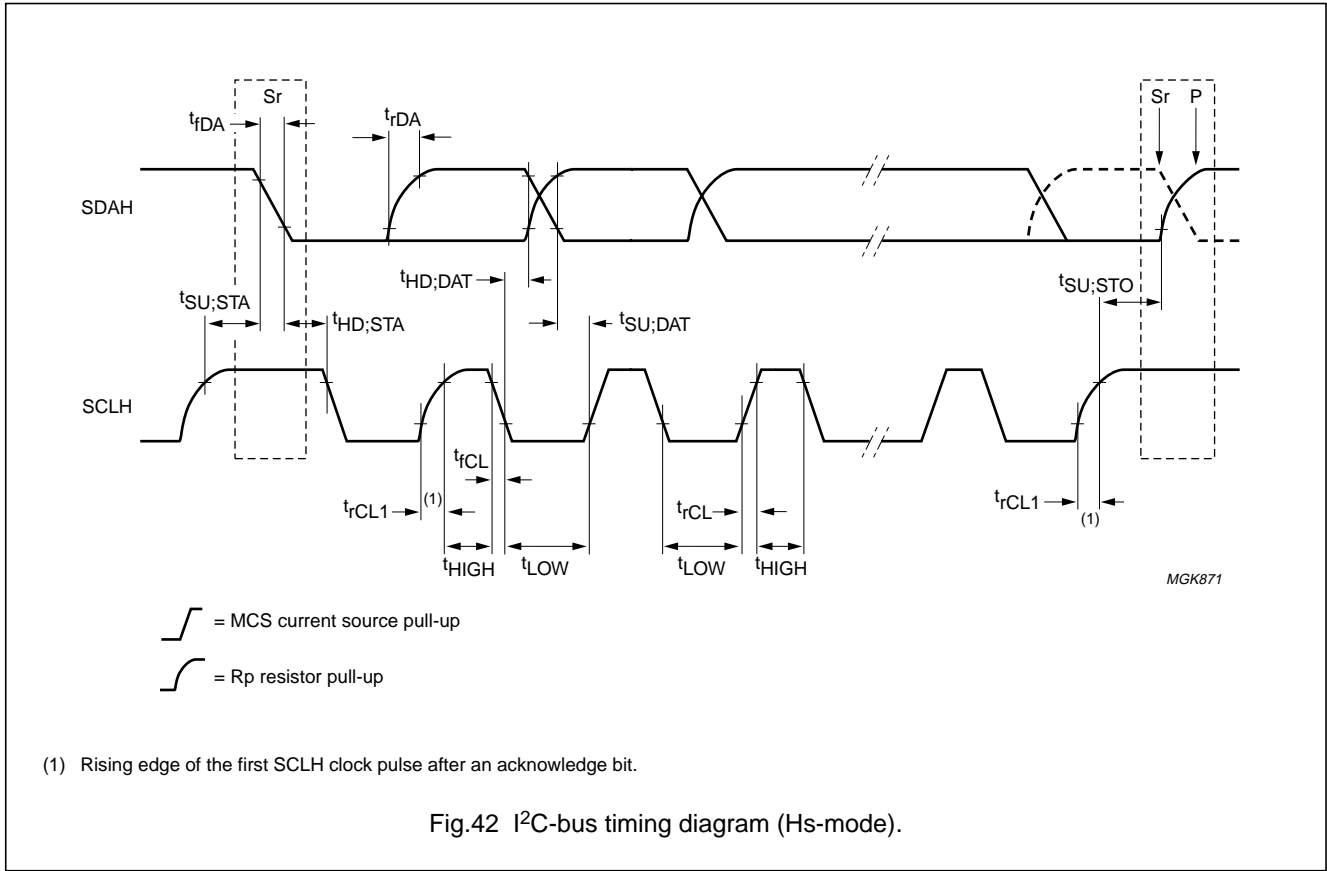 Sr
Sr P
tfDA
trDA
SDAH
tHD;DAT
tSU;STO
tSU;STA
tHD;STA
tSU;DAT
SCLH
tfCL
trCL1
(1)
trCL
trCL1
(1)
tHIGH
tLOW
tLOW
tHIGH
MGK871
= MCS current source pull-up
= Rp resistor pull-up
(1) Rising edge of the first SCLH clock pulse after an acknowledge bit.
Fig.42 I²C-bus timing diagram (Hs-mode).